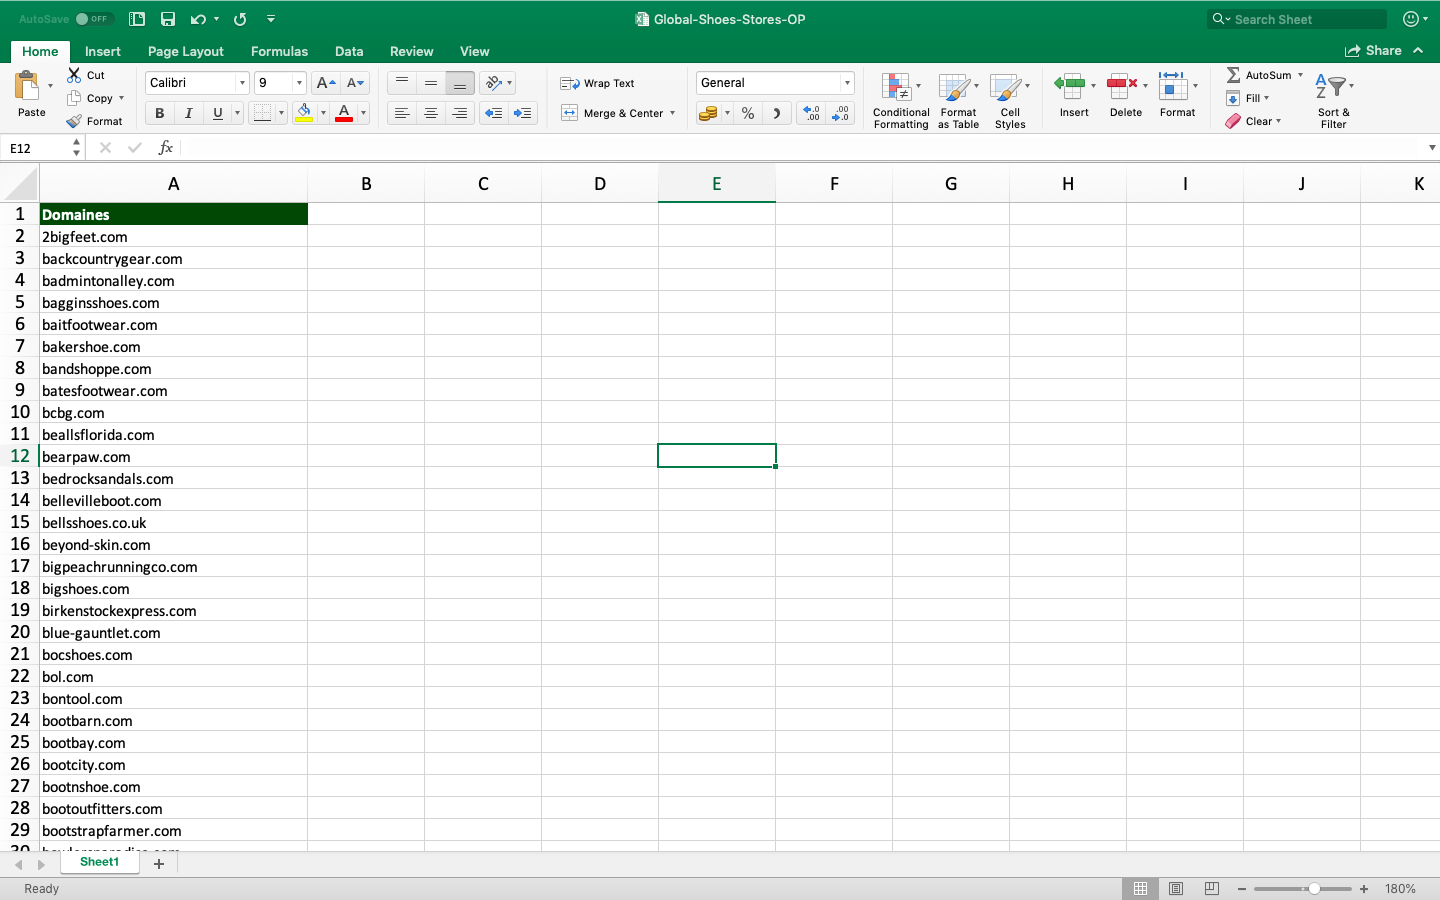 AutoSave OFF Global-Shoes-Stores-OP Search Sheet
Home Insert Page Layout Formulas Data Review View Share
Paste Cut Copy Format
Calibri 9 A A
B I U A
Wrap Text
Merge & Center
General
% .0 .00 .00 .0
Conditional Formatting
Format as Table
Cell Styles
Insert Delete Format
AutoSum
Fill
Clear
A Z
Sort & Filter
E12 fx
A B C D E F G H I J K
1 Domaines
2 2bigfeet.com
3 backcountrygear.com
4 badmintonalley.com
5 bagginsshoes.com
6 baitfootwear.com
7 bakershoe.com
8 bandshoppe.com
9 batesfootwear.com
10 bcbg.com
11 beallsflorida.com
12 bearpaw.com
13 bedrocksandals.com
14 bellevilleboot.com
15 bellsshoes.co.uk
16 beyond-skin.com
17 bigpeachrunningco.com
18 bigshoes.com
19 birkenstockexpress.com
20 blue-gauntlet.com
21 bocshoes.com
22 bol.com
23 bontool.com
24 bootbarn.com
25 bootbay.com
26 bootcity.com
27 bootnshoe.com
28 bootoutfitters.com
29 bootstrapfarmer.com
Sheet1
Ready 180%